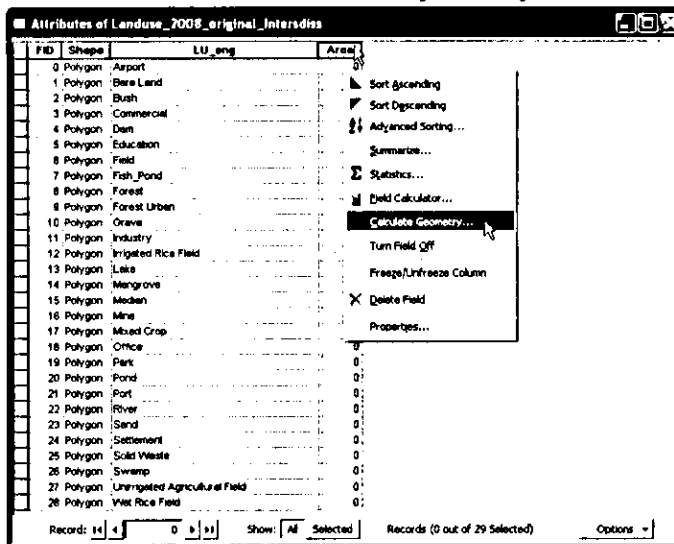 Attributes of Landuse_2008_original_Intersdiss
FID Shape LU_eng Area
0 Polygon Airport 0
1 Polygon Bare Land
2 Polygon Bush
3 Polygon Commercial
4 Polygon Dam
5 Polygon Education
6 Polygon Field
7 Polygon Fish_Pond
8 Polygon Forest
9 Polygon Forest Urban
10 Polygon Grave
11 Polygon Industry
12 Polygon Irrigated Rice Field
13 Polygon Lake
14 Polygon Mangrove
15 Polygon Median
16 Polygon Mine
17 Polygon Mixed Crop
18 Polygon Office
19 Polygon Park 0
20 Polygon Pond 0
21 Polygon Port 0
22 Polygon River 0
23 Polygon Sand 0
24 Polygon Settlement 0
25 Polygon Solid Waste 0
26 Polygon Swamp 0
27 Polygon Unirrigated Agricultural Field 0
28 Polygon Wet Rice Field 0
Sort Ascending
Sort Descending
Advanced Sorting...
Summarize...
Σ Statistics...
Field Calculator...
Calculate Geometry...
Turn Field Off
Freeze/Unfreeze Column
Delete Field
Properties...
Record: 0 Show: All Selected Records (0 out of 29 Selected) Options